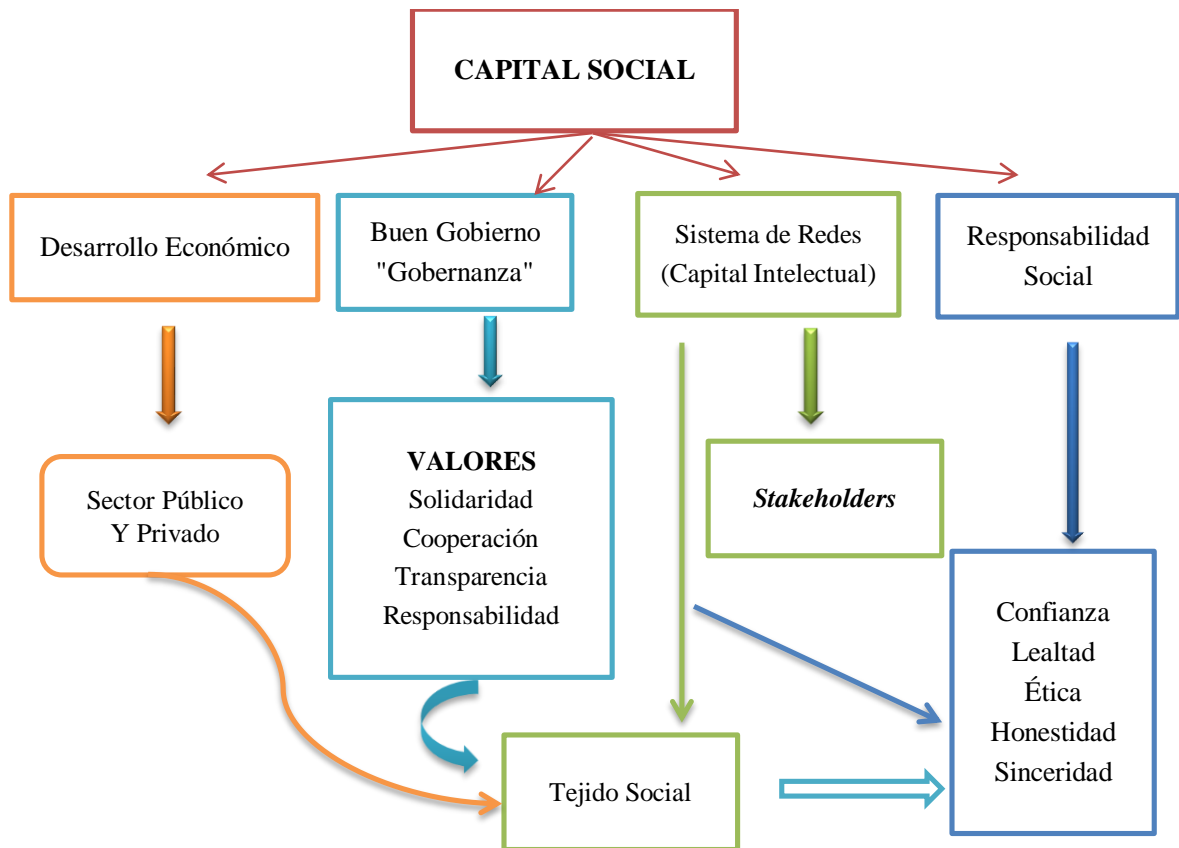 CAPITAL SOCIAL
Desarrollo Económico
Buen Gobierno
"Gobernanza"
Sistema de Redes
(Capital Intelectual)
Responsabilidad
Social
Sector Público
Y Privado
VALORES
Solidaridad
Cooperación
Transparencia
Responsabilidad
Stakeholders
Confianza
Lealtad
Ética
Honestidad
Sinceridad
Tejido Social